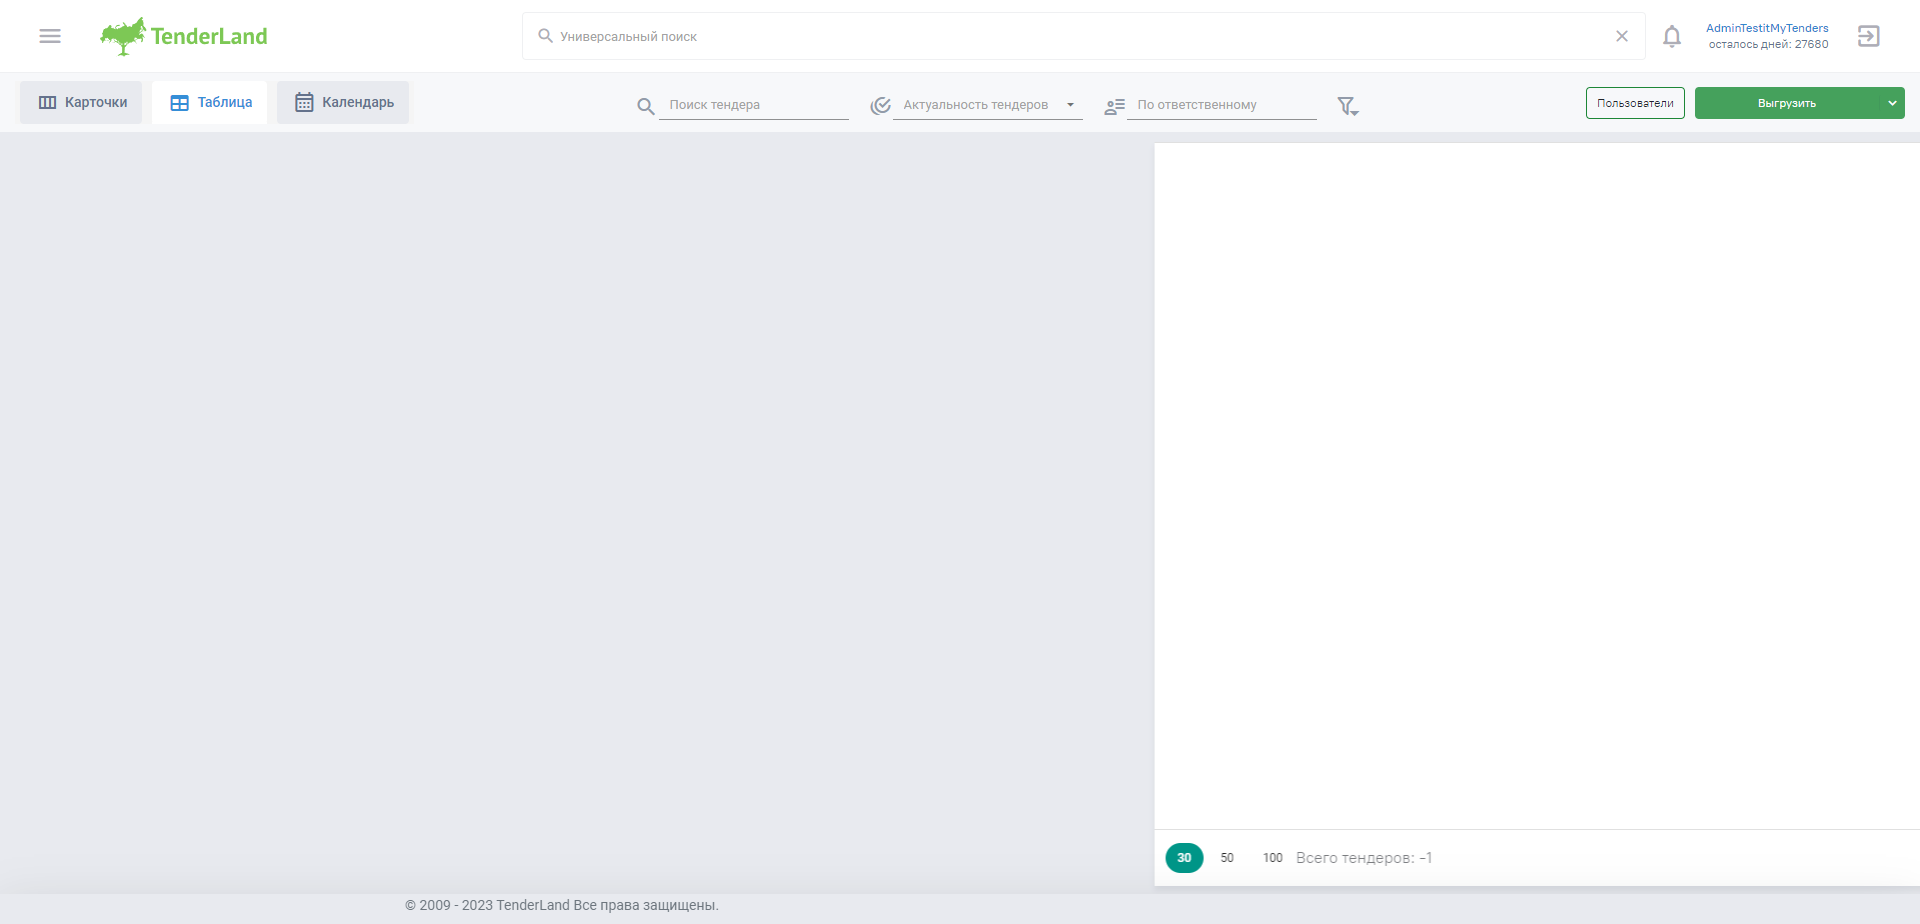 TenderLand
Универсальный поиск
AdminTestitMyTenders
осталось дней: 27680
Карточки
Таблица
Календарь
Поиск тендера
Актуальность тендеров
По ответственному
Пользователи
Выгрузить
30 50 100 Всего тендеров: -1
© 2009 - 2023 TenderLand Все права защищены.